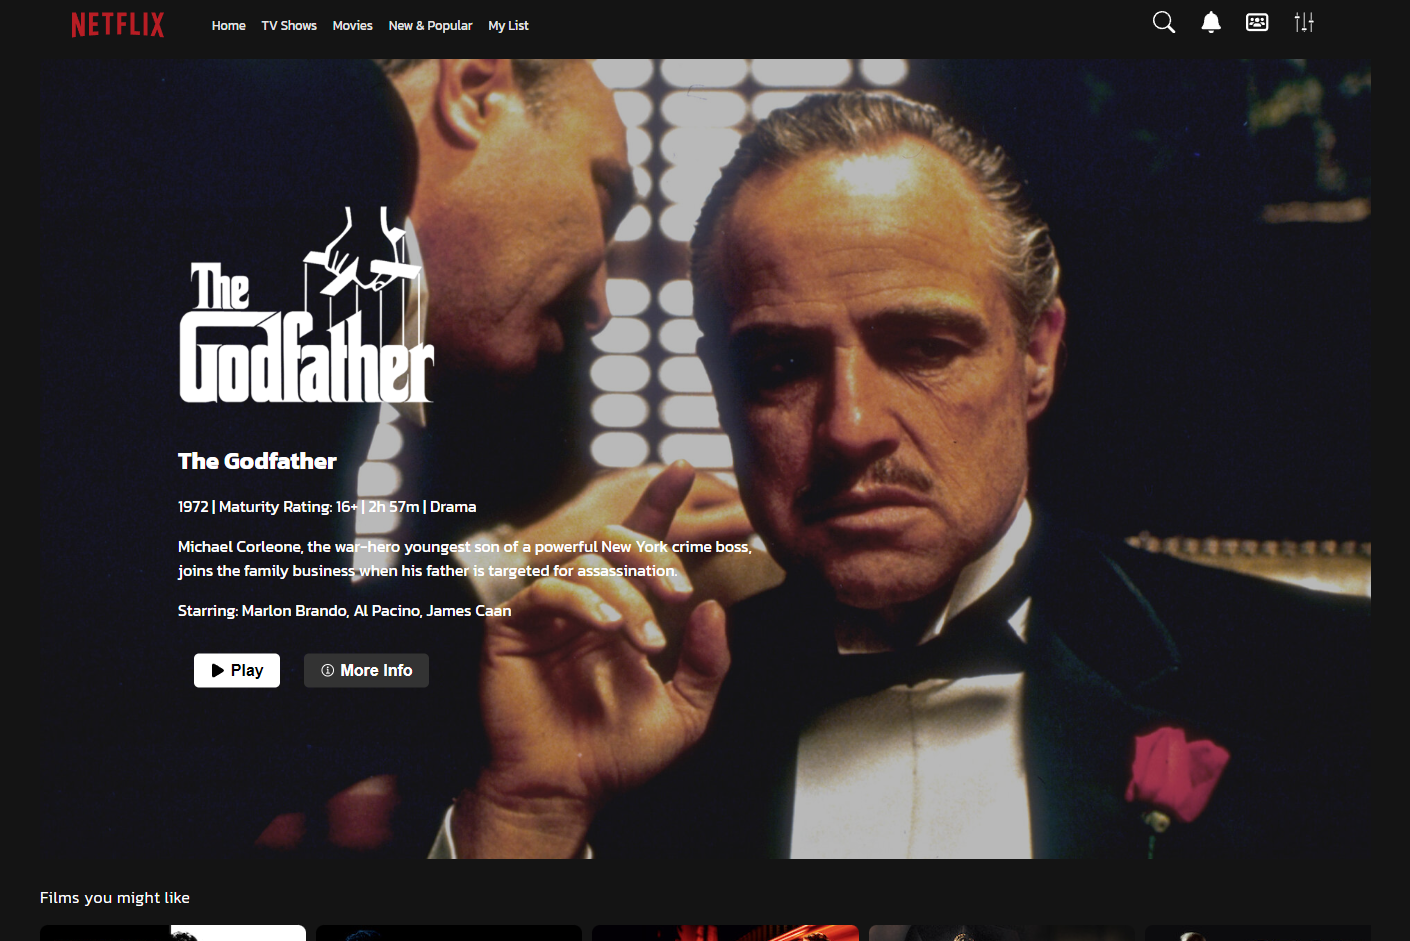 NETFLIX
Home TV Shows Movies New & Popular My List
The
Godfather
The Godfather
1972 | Maturity Rating: 16+ | 2h 57m | Drama
Michael Corleone, the war-hero youngest son of a powerful New York crime boss,
joins the family business when his father is targeted for assassination.
Starring: Marlon Brando, Al Pacino, James Caan
Play More Info
Films you might like